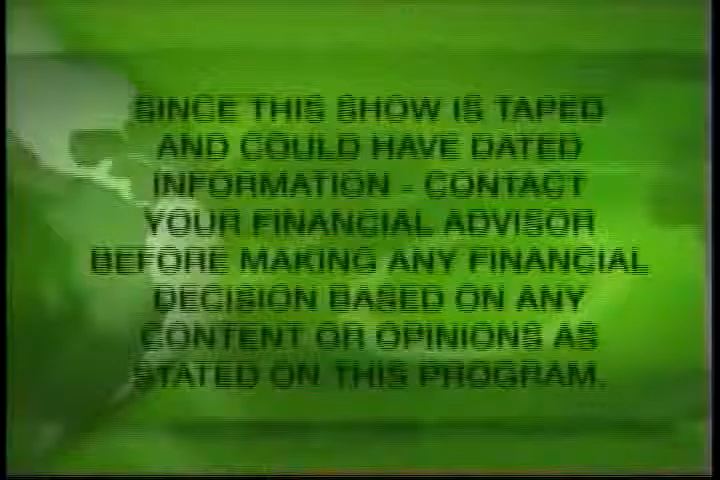 SINCE THIS SHOW IS TAPED
AND COULD HAVE DATED
INFORMATION - CONTACT
YOUR FINANCIAL ADVISOR
BEFORE MAKING ANY FINANCIAL
DECISION BASED ON ANY
CONTENT OR OPINIONS AS
STATED ON THIS PROGRAM.